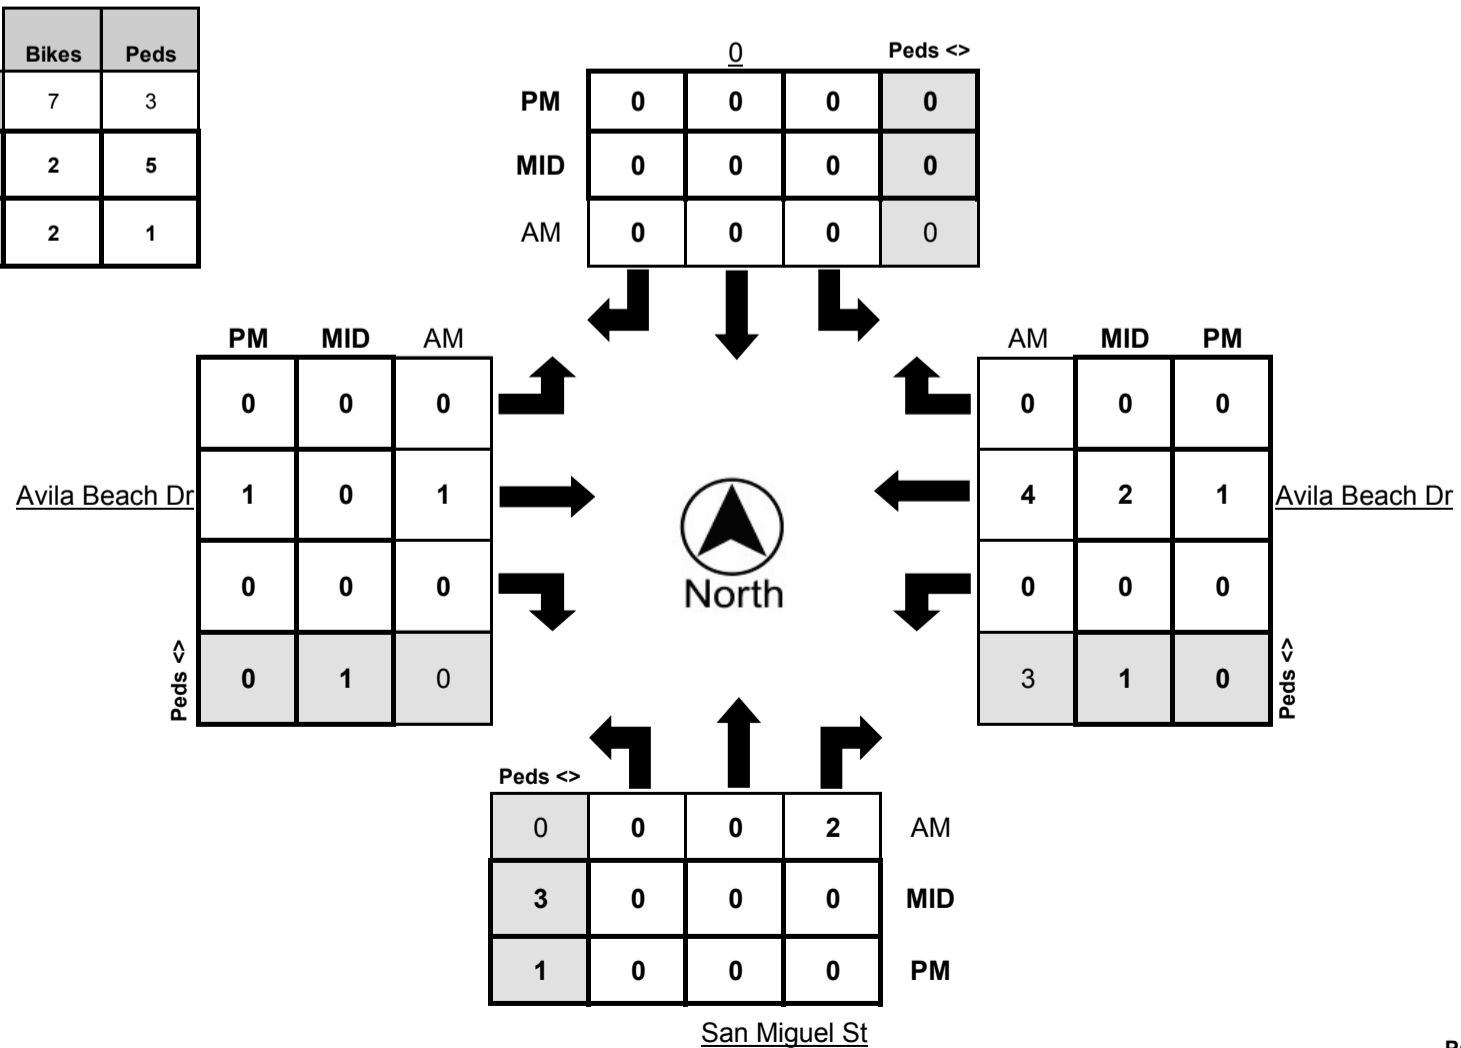 Bikes Peds
7 3
2 5
2 1
0 Peds <>
PM 0 0 0 0
MID 0 0 0 0
AM 0 0 0 0
PM MID AM
0 0 0
Avila Beach Dr 1 0 1
0 0 0
Peds <> 0 1 0
North
AM MID PM
0 0 0
4 2 1 Avila Beach Dr
0 0 0
3 1 0 Peds <>
Peds <>
0 0 0 2 AM
3 0 0 0 MID
1 0 0 0 PM
San Miguel St